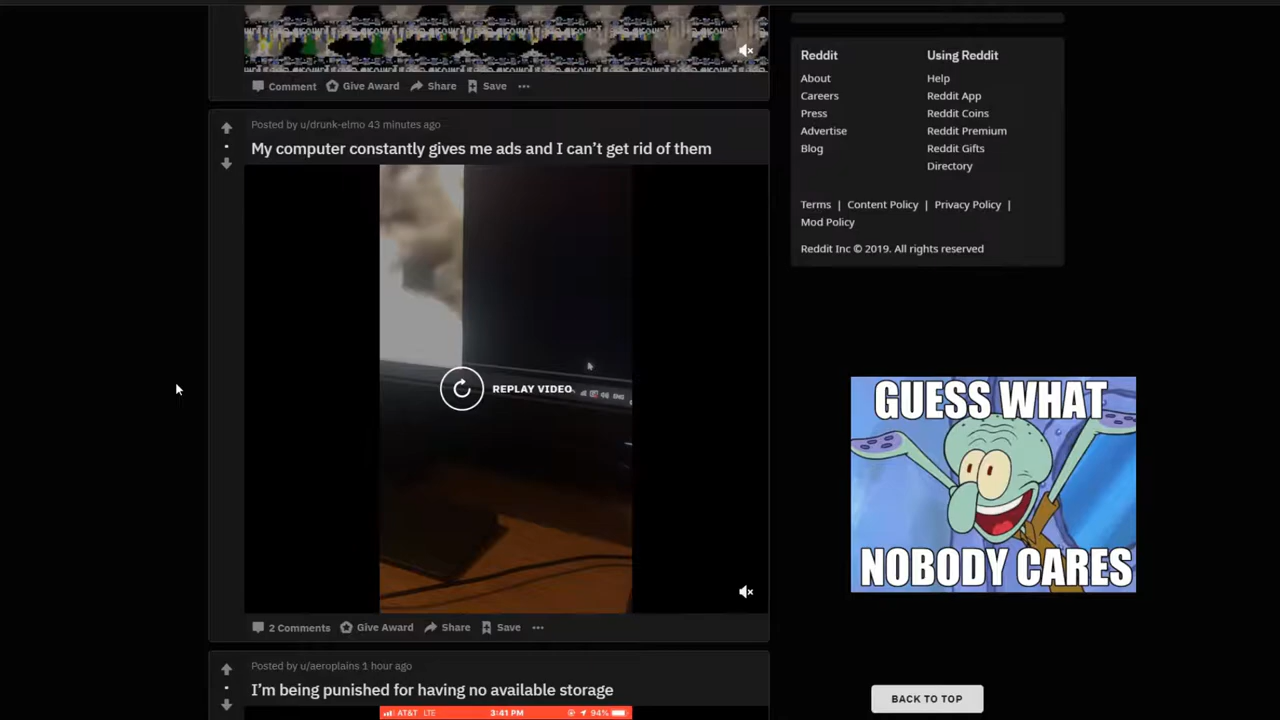 Comment Give Award Share Save
Posted by u/drunk-elmo 43 minutes ago
My computer constantly gives me ads and I can't get rid of them
REPLAY VIDEO
ENG
2 Comments Give Award Share Save
Posted by u/aeroplains 1 hour ago
I'm being punished for having no available storage
AT&T LTE 3:41 PM 94%
Reddit Using Reddit
About Help
Careers Reddit App
Press Reddit Coins
Advertise Reddit Premium
Blog Reddit Gifts
Directory
Terms | Content Policy | Privacy Policy |
Mod Policy
Reddit Inc © 2019. All rights reserved
GUESS WHAT
NOBODY CARES
BACK TO TOP